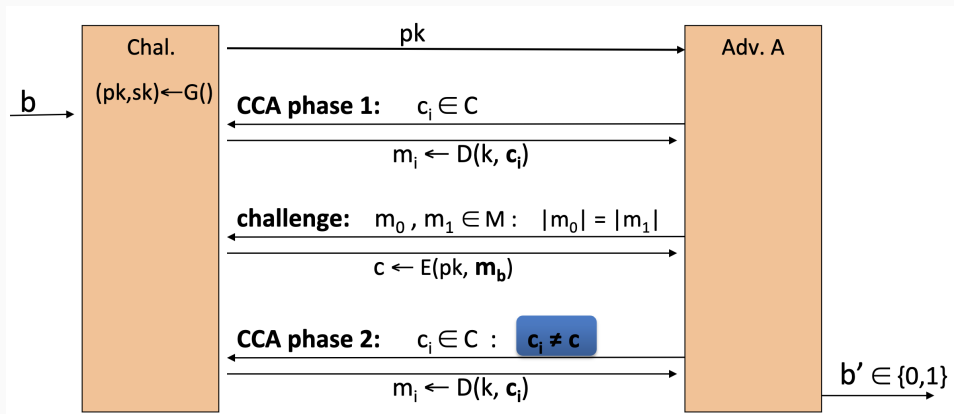 pk
Chal.
Adv. A
(pk,sk)←G()
b
CCA phase 1: cᵢ ∈ C
mᵢ ← D(k, cᵢ)
challenge: m₀ , m₁ ∈ M : |m₀| = |m₁|
c ← E(pk, m_b)
CCA phase 2: cᵢ ∈ C : cᵢ ≠ c
mᵢ ← D(k, cᵢ)
b’ ∈ {0,1}